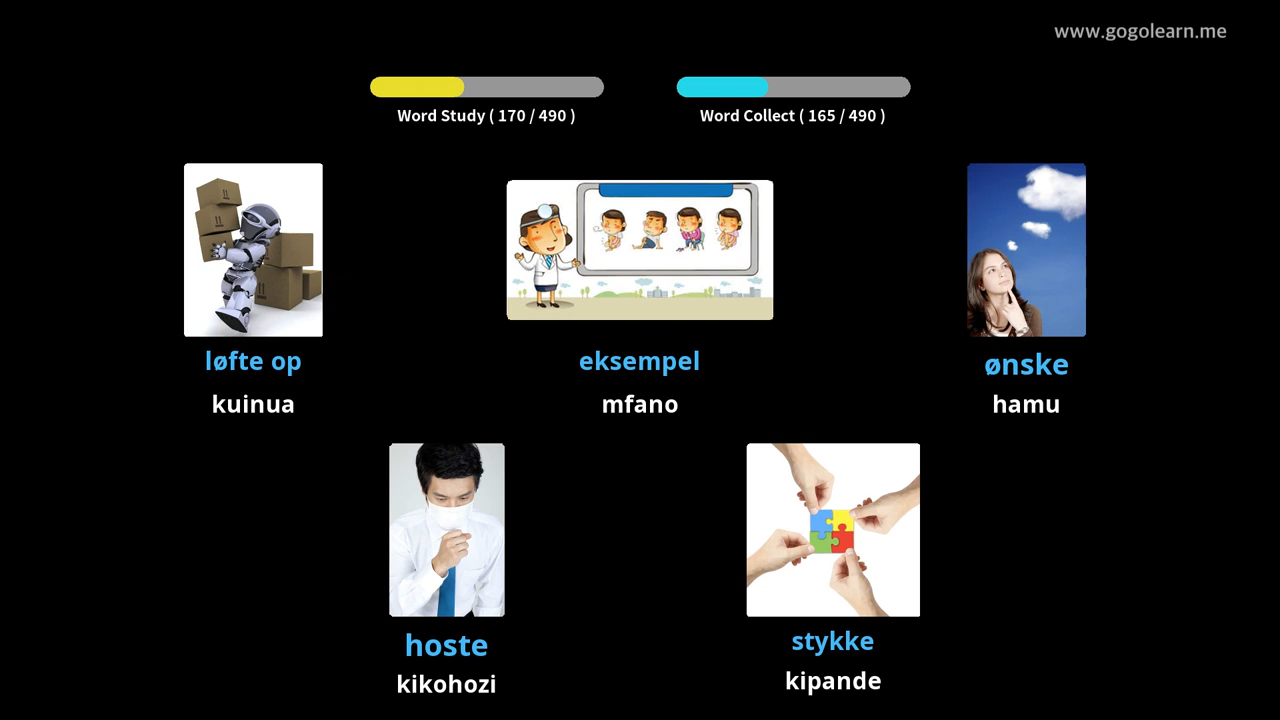 www.gogolearn.me
Word Study ( 170 / 490 )
Word Collect ( 165 / 490 )
løfte op
kuinua
eksempel
mfano
ønske
hamu
hoste
kikohozi
stykke
kipande